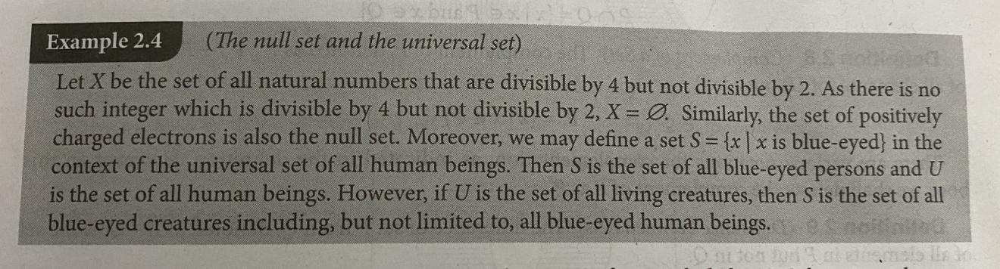 Example 2.4 (The null set and the universal set)
Let X be the set of all natural numbers that are divisible by 4 but not divisible by 2. As there is no
such integer which is divisible by 4 but not divisible by 2, X = Ø. Similarly, the set of positively
charged electrons is also the null set. Moreover, we may define a set S = {x | x is blue-eyed} in the
context of the universal set of all human beings. Then S is the set of all blue-eyed persons and U
is the set of all human beings. However, if U is the set of all living creatures, then S is the set of all
blue-eyed creatures including, but not limited to, all blue-eyed human beings.